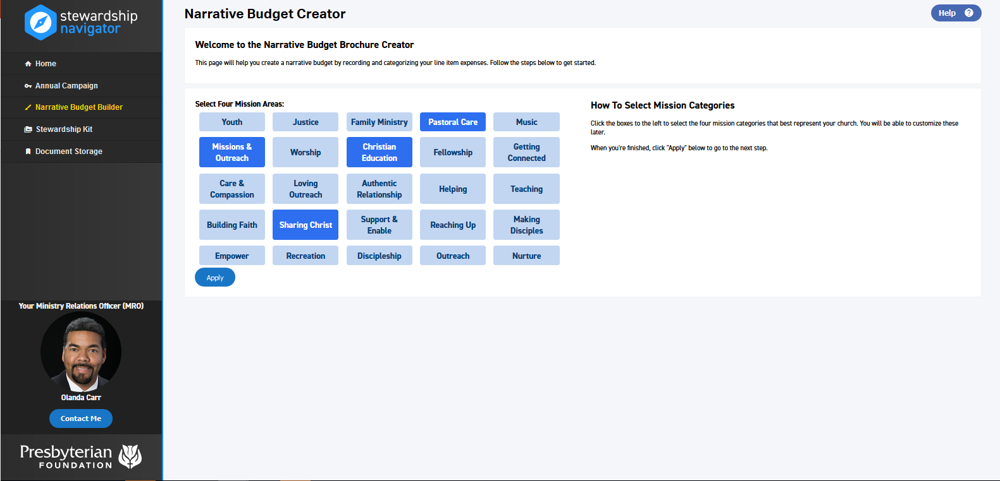 stewardship
navigator
Home
Annual Campaign
Narrative Budget Builder
Stewardship Kit
Document Storage
Your Ministry Relations Officer (MRO)
Olanda Carr
Contact Me
Presbyterian
FOUNDATION
Narrative Budget Creator
Help ?
Welcome to the Narrative Budget Brochure Creator
This page will help you create a narrative budget by recording and categorizing your line item expenses. Follow the steps below to get started.
Select Four Mission Areas:
Youth
Justice
Family Ministry
Pastoral Care
Music
Missions &
Outreach
Worship
Christian
Education
Fellowship
Getting
Connected
Care &
Compassion
Loving
Outreach
Authentic
Relationship
Helping
Teaching
Building Faith
Sharing Christ
Support &
Enable
Reaching Up
Making
Disciples
Empower
Recreation
Discipleship
Outreach
Nurture
Apply
How To Select Mission Categories
Click the boxes to the left to select the four mission categories that best represent your church. You will be able to customize these
later.
When you're finished, click "Apply" below to go to the next step.